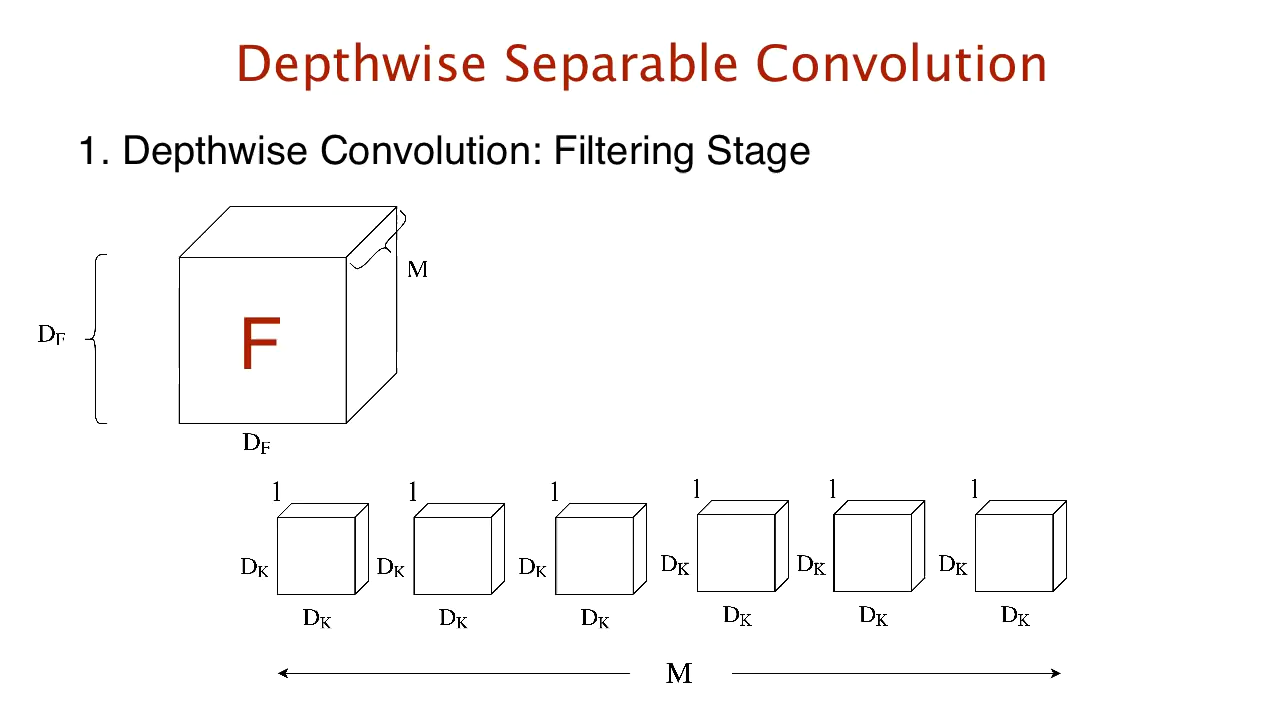 Depthwise Separable Convolution
1. Depthwise Convolution: Filtering Stage
M
F
D_F
D_F
1 1 1 1 1 1
D_K D_K D_K D_K D_K D_K
D_K D_K D_K D_K D_K D_K
M